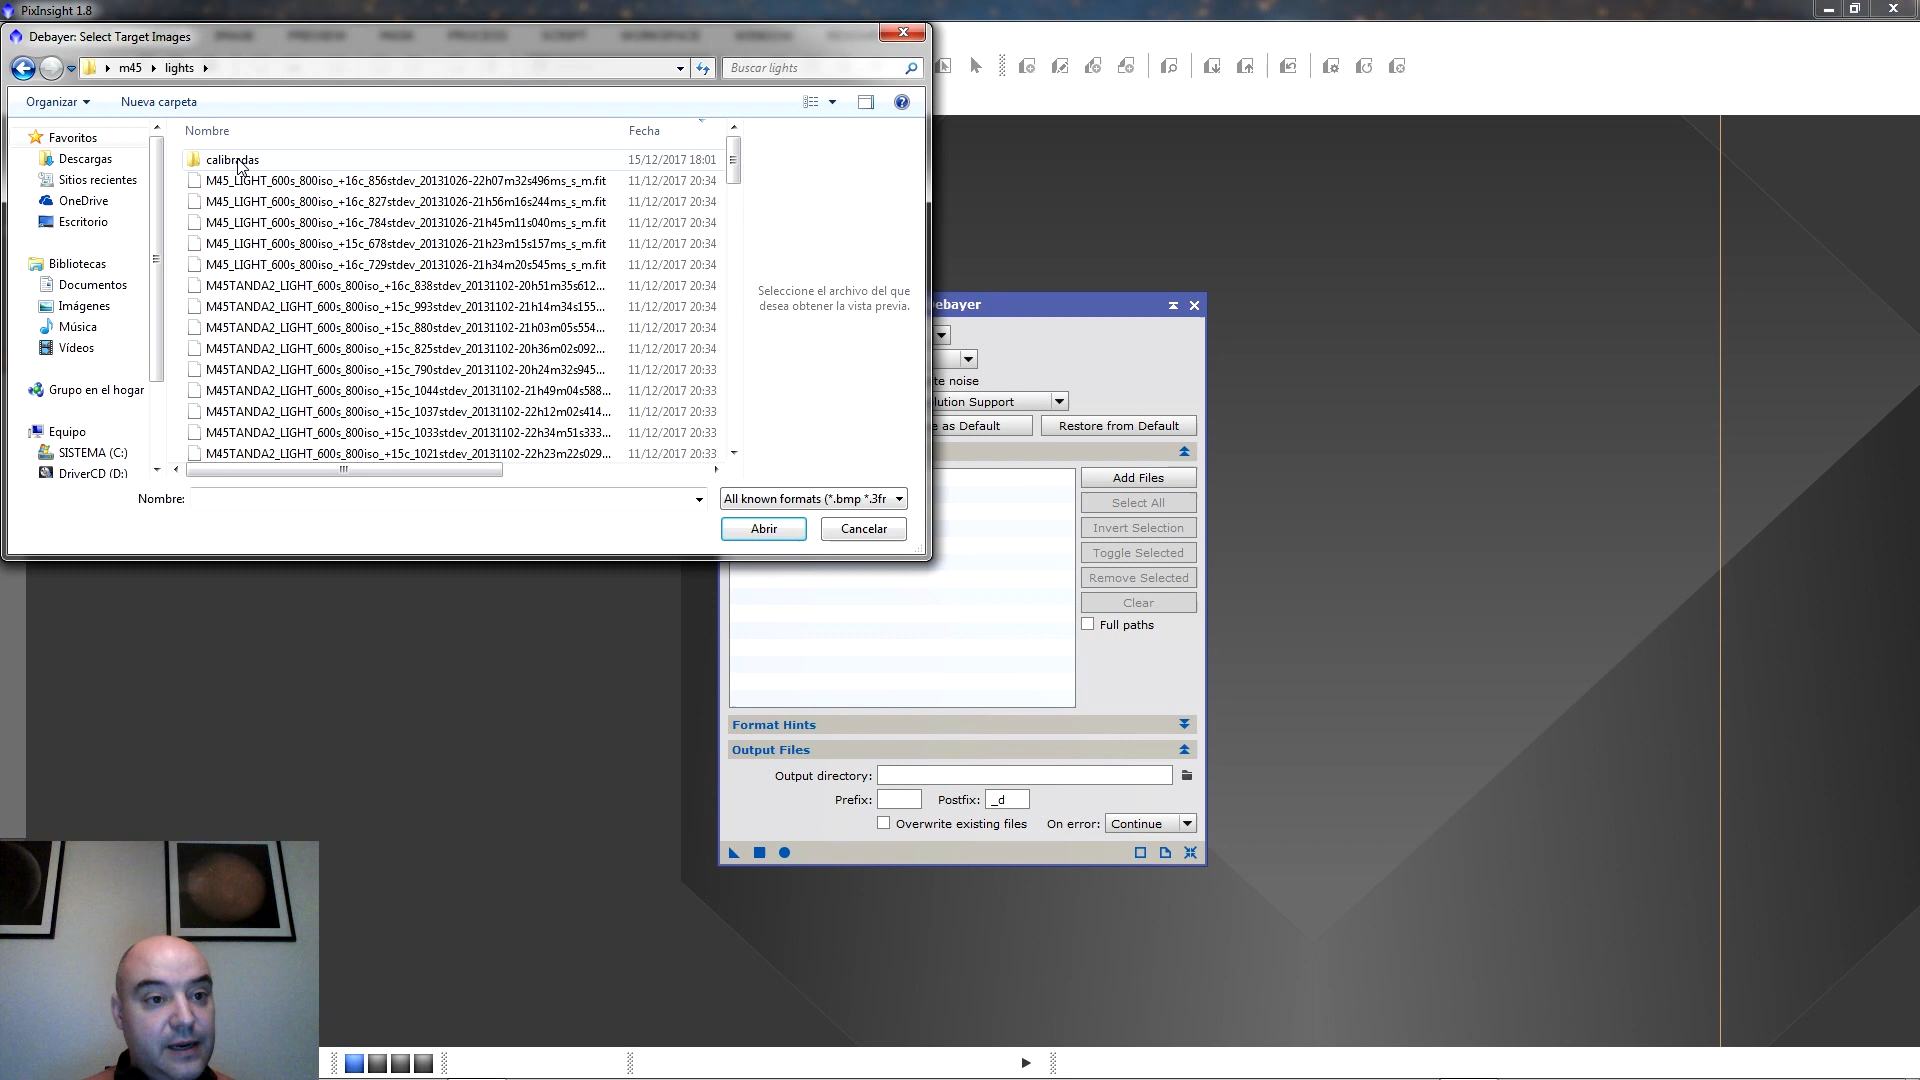 PixInsight 1.8
Debayer: Select Target Images
m45 lights
Buscar lights
Organizar Nueva carpeta
Nombre Fecha
Favoritos
Descargas
Sitios recientes
OneDrive
Escritorio
Bibliotecas
Documentos
Imágenes
Música
Vídeos
Grupo en el hogar
Equipo
SISTEMA (C:)
DriverCD (D:)
calibradas 15/12/2017 18:01
M45_LIGHT_600s_800iso_+16c_856stdev_20131026-22h07m32s496ms_s_m.fit 11/12/2017 20:34
M45_LIGHT_600s_800iso_+16c_827stdev_20131026-21h56m16s244ms_s_m.fit 11/12/2017 20:34
M45_LIGHT_600s_800iso_+16c_784stdev_20131026-21h45m11s040ms_s_m.fit 11/12/2017 20:34
M45_LIGHT_600s_800iso_+15c_678stdev_20131026-21h23m15s157ms_s_m.fit 11/12/2017 20:34
M45_LIGHT_600s_800iso_+16c_729stdev_20131026-21h34m20s545ms_s_m.fit 11/12/2017 20:34
M45TANDA2_LIGHT_600s_800iso_+16c_838stdev_20131102-20h51m35s612... 11/12/2017 20:34
M45TANDA2_LIGHT_600s_800iso_+15c_993stdev_20131102-21h14m34s155... 11/12/2017 20:34
M45TANDA2_LIGHT_600s_800iso_+15c_880stdev_20131102-21h03m05s554... 11/12/2017 20:34
M45TANDA2_LIGHT_600s_800iso_+15c_825stdev_20131102-20h36m02s092... 11/12/2017 20:34
M45TANDA2_LIGHT_600s_800iso_+15c_790stdev_20131102-20h24m32s945... 11/12/2017 20:33
M45TANDA2_LIGHT_600s_800iso_+15c_1044stdev_20131102-21h49m04s588... 11/12/2017 20:33
M45TANDA2_LIGHT_600s_800iso_+15c_1037stdev_20131102-22h12m02s414... 11/12/2017 20:33
M45TANDA2_LIGHT_600s_800iso_+15c_1033stdev_20131102-22h34m51s333... 11/12/2017 20:33
M45TANDA2_LIGHT_600s_800iso_+15c_1021stdev_20131102-22h23m22s029... 11/12/2017 20:33
Seleccione el archivo del que
desea obtener la vista previa.
Nombre: All known formats (*.bmp *.3fr
Abrir Cancelar
ebayer
te noise
lution Support
e as Default Restore from Default
Add Files
Select All
Invert Selection
Toggle Selected
Remove Selected
Clear
Full paths
Format Hints
Output Files
Output directory:
Prefix: Postfix: _d
Overwrite existing files On error: Continue